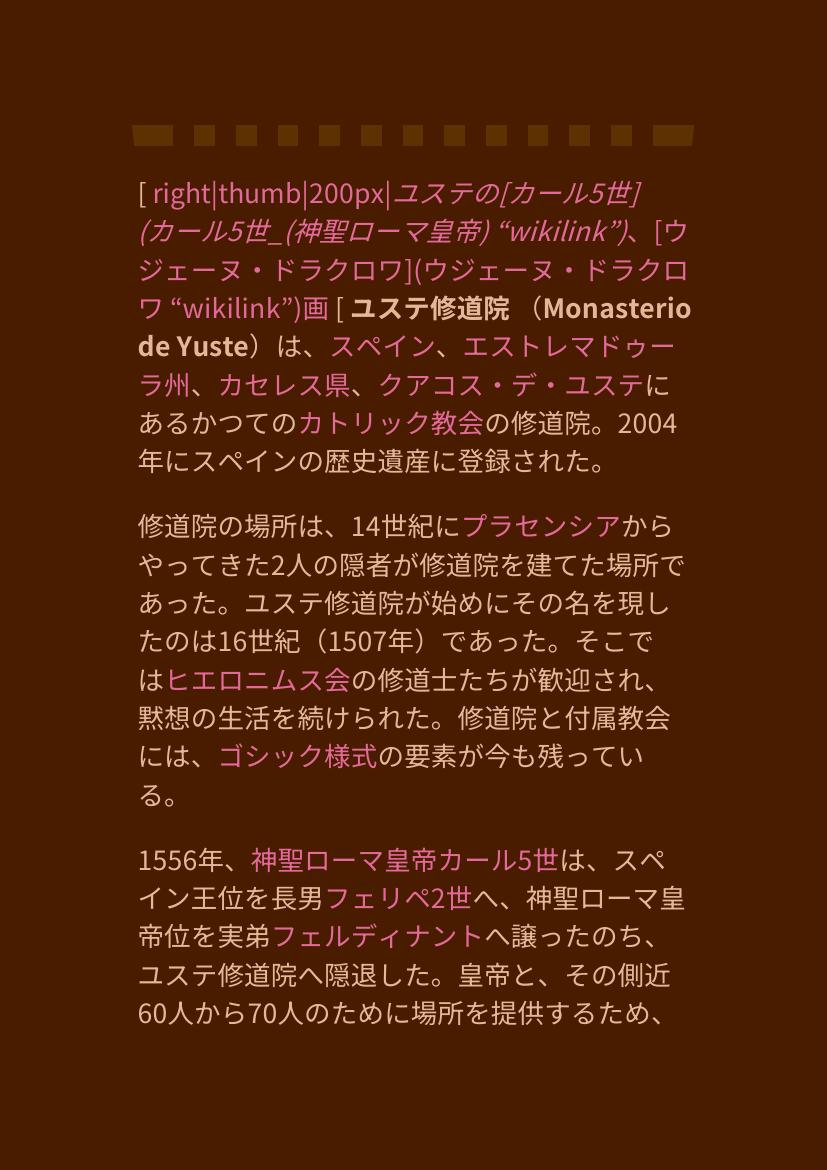 [ right|thumb|200px|ユステの[カール5世]
(カール5世_(神聖ローマ皇帝) “wikilink”)、[ウ
ジェーヌ・ドラクロワ](ウジェーヌ・ドラクロ
ワ “wikilink”)画 [ ユステ修道院 （Monasterio
de Yuste）は、スペイン、エストレマドゥー
ラ州、カセレス県、クアコス・デ・ユステに
あるかつてのカトリック教会の修道院。2004
年にスペインの歴史遺産に登録された。
修道院の場所は、14世紀にプラセンシアから
やってきた2人の隠者が修道院を建てた場所で
あった。ユステ修道院が始めにその名を現し
たのは16世紀（1507年）であった。そこで
はヒエロニムス会の修道士たちが歓迎され、
黙想の生活を続けられた。修道院と付属教会
には、ゴシック様式の要素が今も残ってい
る。
1556年、神聖ローマ皇帝カール5世は、スペ
イン王位を長男フェリペ2世へ、神聖ローマ皇
帝位を実弟フェルディナントへ譲ったのち、
ユステ修道院へ隠退した。皇帝と、その側近
60人から70人のために場所を提供するため、